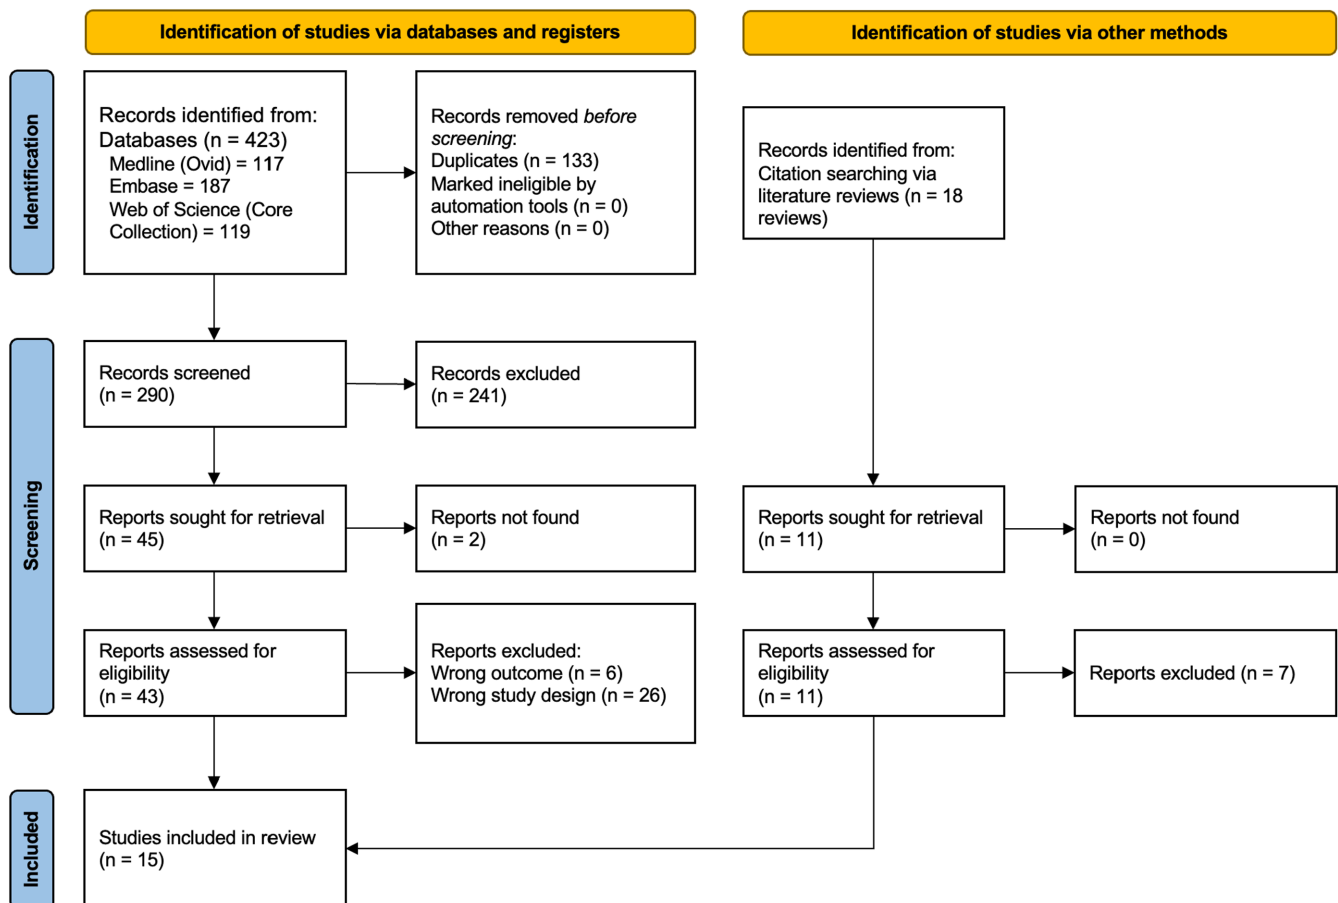 Identification of studies via databases and registers
Identification of studies via other methods
Identification
Records identified from:
Databases (n = 423)
Medline (Ovid) = 117
Embase = 187
Web of Science (Core
Collection) = 119
Records removed before
screening:
Duplicates (n = 133)
Marked ineligible by
automation tools (n = 0)
Other reasons (n = 0)
Records identified from:
Citation searching via
literature reviews (n = 18
reviews)
Screening
Records screened
(n = 290)
Records excluded
(n = 241)
Reports sought for retrieval
(n = 45)
Reports not found
(n = 2)
Reports sought for retrieval
(n = 11)
Reports not found
(n = 0)
Reports assessed for
eligibility
(n = 43)
Reports excluded:
Wrong outcome (n = 6)
Wrong study design (n = 26)
Reports assessed for
eligibility
(n = 11)
Reports excluded (n = 7)
Included
Studies included in review
(n = 15)